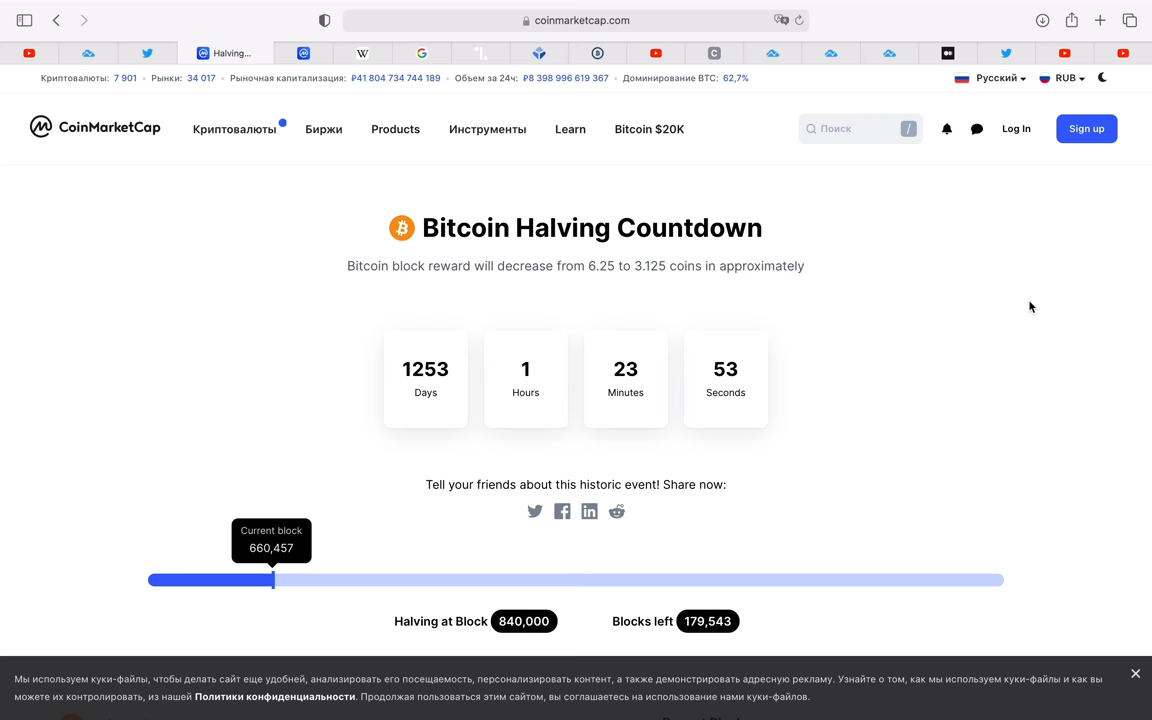 coinmarketcap.com
Halving...
Криптовалюты: 7 901 Рынки: 34 017 Рыночная капитализация: ₽41 804 734 744 189 Объем за 24ч: ₽8 398 996 619 367 Доминирование BTC: 62,7% Русский RUB
CoinMarketCap Криптовалюты Биржи Products Инструменты Learn Bitcoin $20K Поиск / Log In Sign up
Bitcoin Halving Countdown
Bitcoin block reward will decrease from 6.25 to 3.125 coins in approximately
1253 1 23 53
Days Hours Minutes Seconds
Tell your friends about this historic event! Share now:
Current block
660,457
Halving at Block 840,000 Blocks left 179,543
Мы используем куки-файлы, чтобы делать сайт еще удобней, анализировать его посещаемость, персонализировать контент, а также демонстрировать адресную рекламу. Узнайте о том, как мы используем куки-файлы и как вы
можете их контролировать, из нашей Политики конфиденциальности. Продолжая пользоваться этим сайтом, вы соглашаетесь на использование нами куки-файлов.